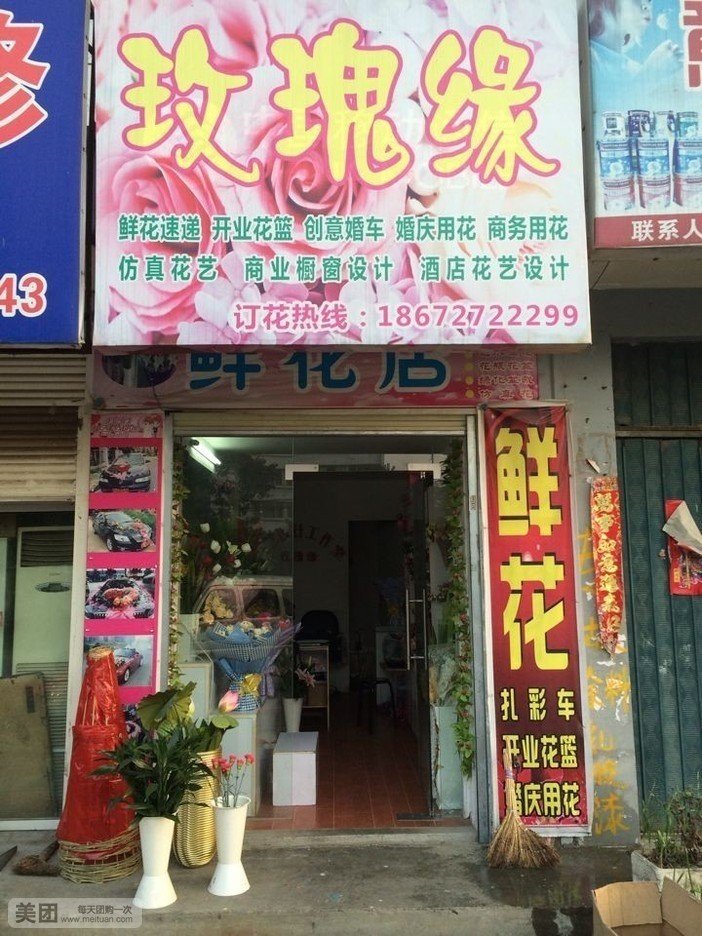 玫瑰缘
鲜花速递 开业花篮 创意婚车 婚庆用花 商务用花
仿真花艺 商业橱窗设计 酒店花艺设计
订花热线：18672722299
修
43
联系人
鲜花店
鲜花
扎彩车
开业花篮
婚庆用花
美团
每天团购一次
www.meituan.com